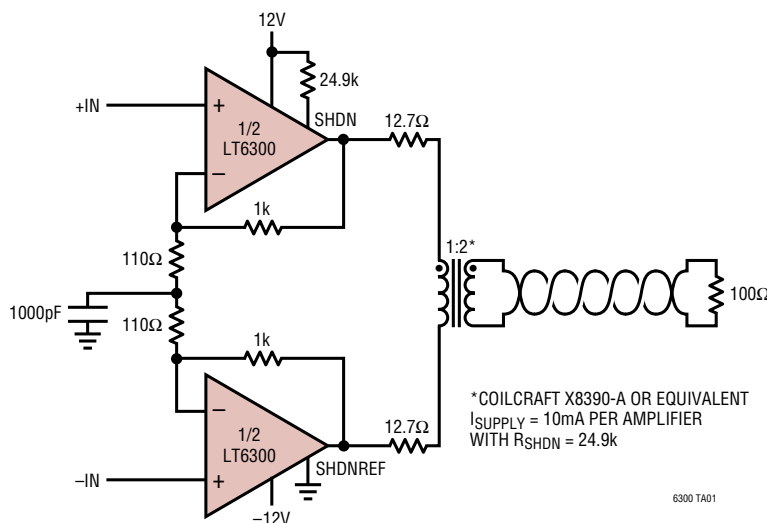 12V
24.9k
+IN
+
SHDN
12.7Ω
1/2
LT6300
–
1k
1:2*
110Ω
1000pF
110Ω
100Ω
1k
–
*COILCRAFT X8390-A OR EQUIVALENT
ISUPPLY = 10mA PER AMPLIFIER
WITH RSHDN = 24.9k
12.7Ω
1/2
LT6300
SHDNREF
–IN
+
–12V
6300 TA01